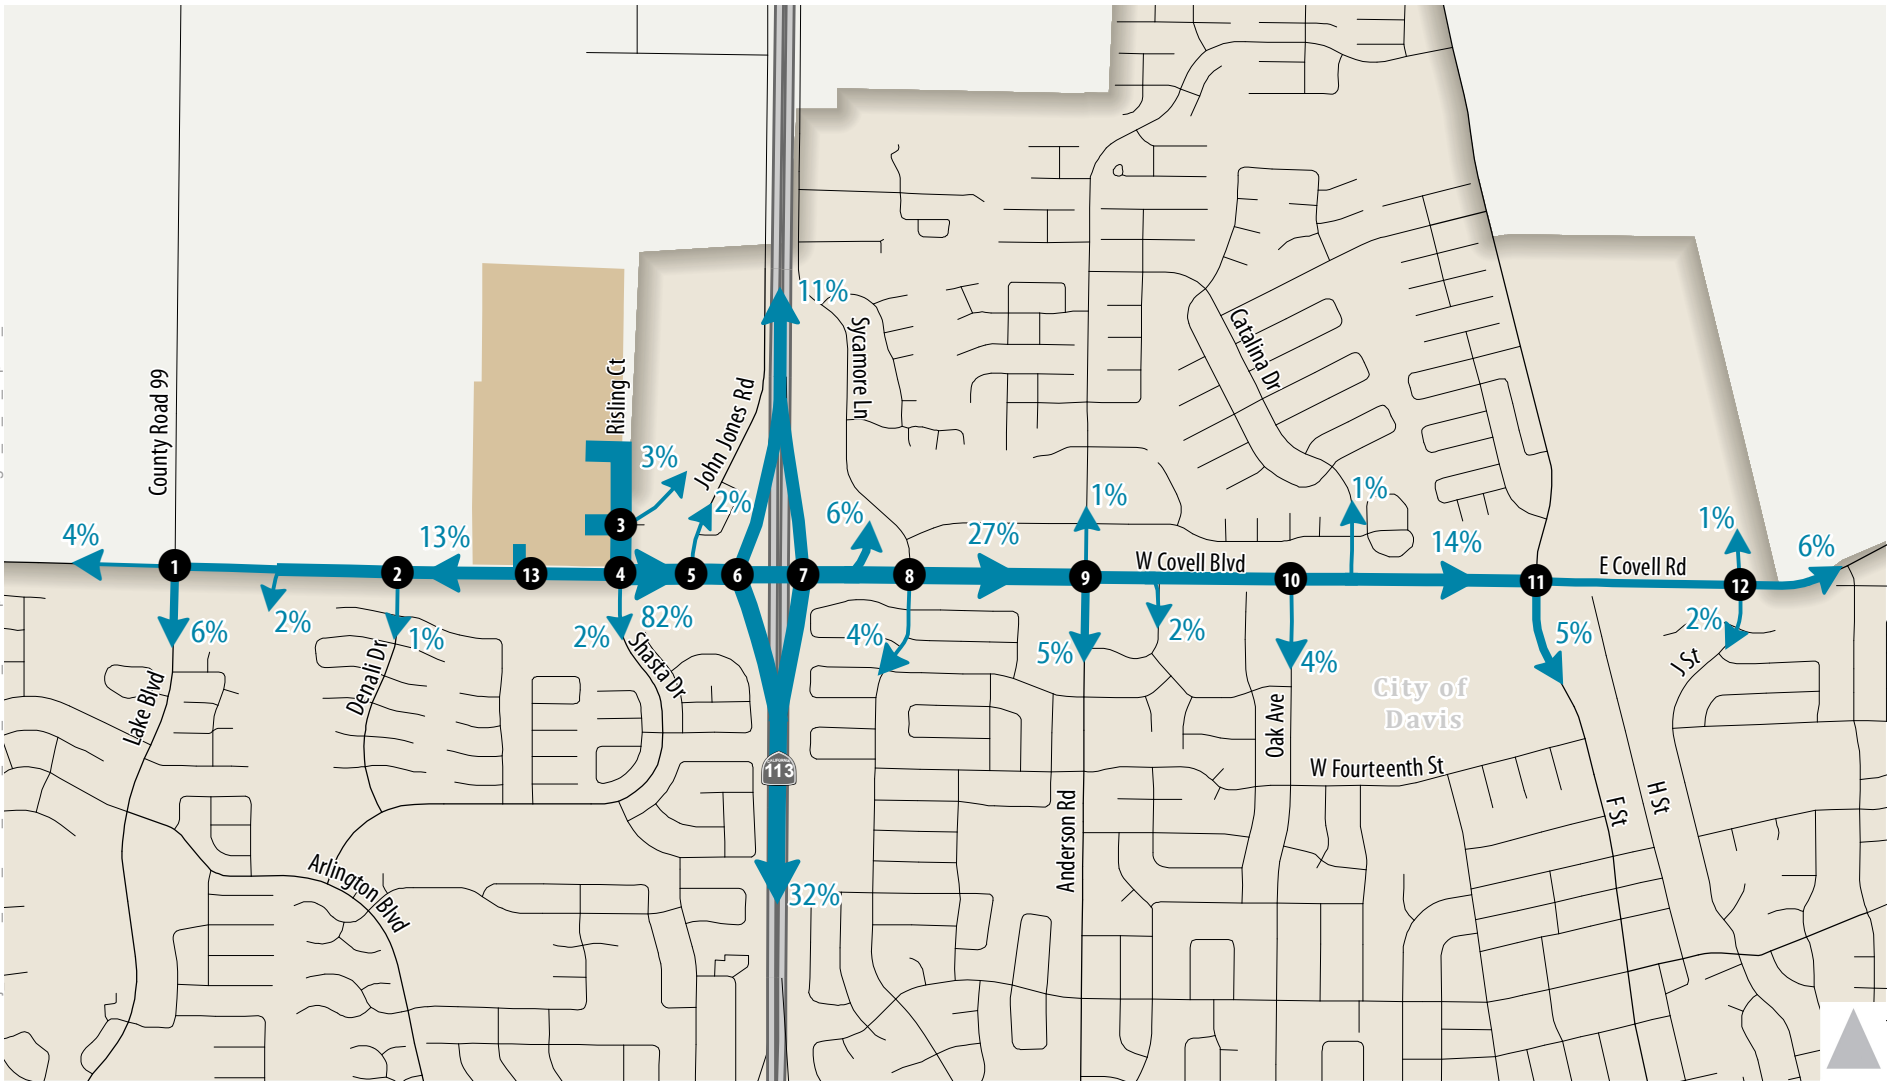 11%
Sycamore Ln
Catalina Dr
Risling Ct
County Road 99
John Jones Rd
3%
2%
1%
1%
6%
4%
13%
27%
14%
1%
6%
3
W Covell Blvd
E Covell Rd
1
2
13
4
5
6
7
8
9
10
11
12
82%
2%
6%
2%
1%
2%
4%
5%
2%
4%
5%
2%
Denali Dr
Shasta Dr
J St
Lake Blvd
City of
Davis
Oak Ave
W Fourteenth St
CALIFORNIA
113
Anderson Rd
F St
H St
Arlington Blvd
32%